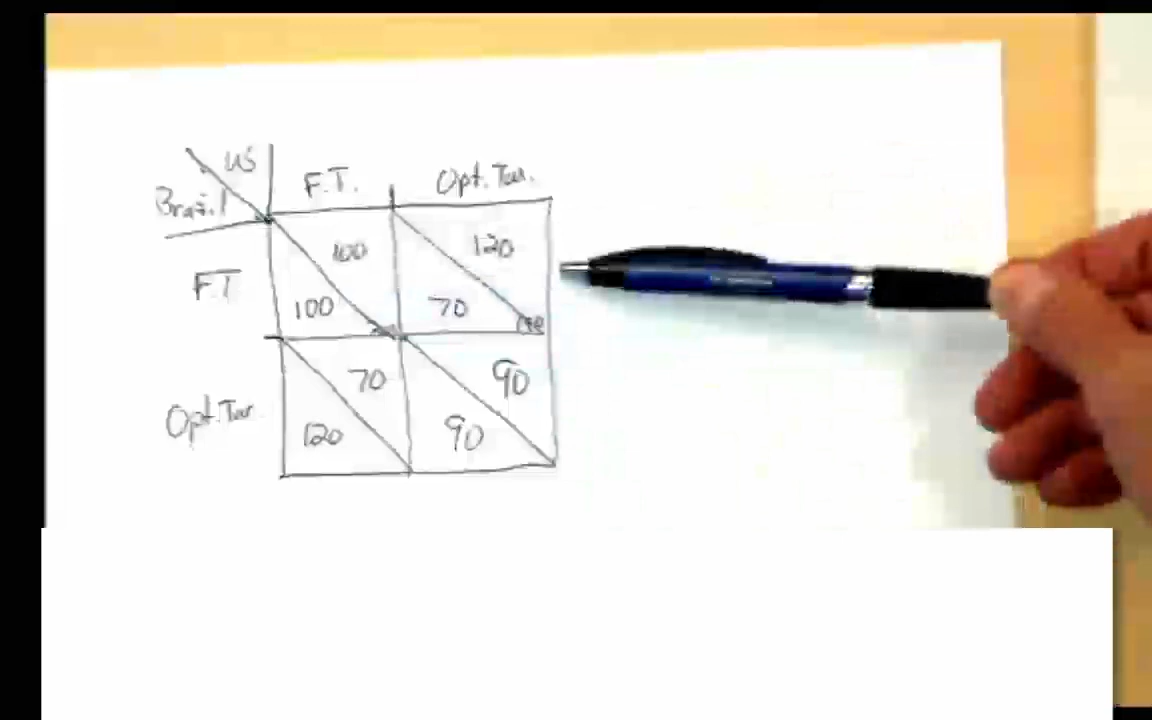 US
Brazil
F.T. Opt. Tar.
F.T
100 120
100 70
Opt. Tar.
70 90
120 90